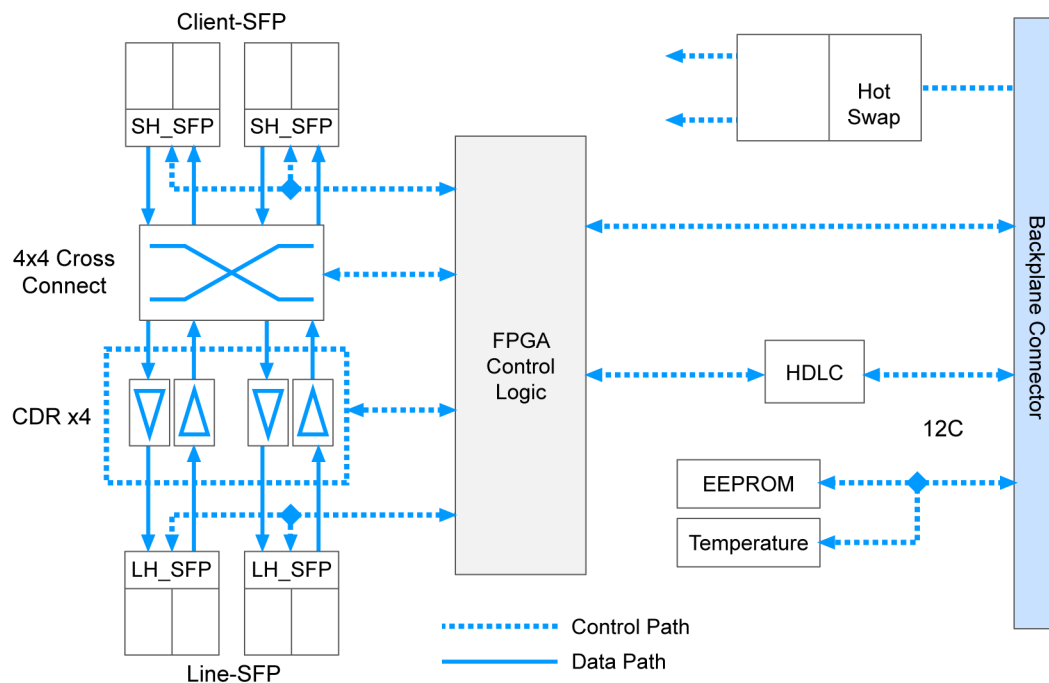 Client-SFP
SH_SFP
SH_SFP
Hot
Swap
4x4 Cross
Connect
FPGA
Control
Logic
Backplane Connector
HDLC
CDR x4
12C
EEPROM
Temperature
LH_SFP
LH_SFP
Line-SFP
Control Path
Data Path